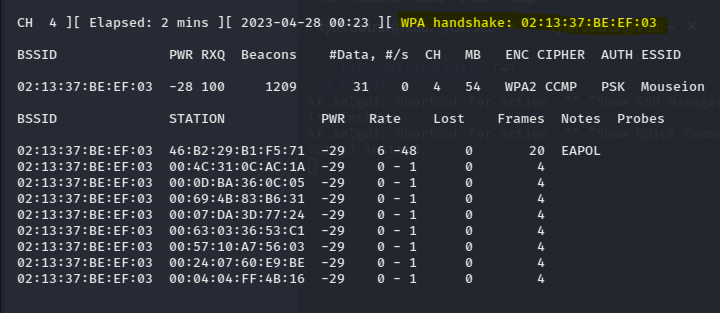 CH  4 ][ Elapsed: 2 mins ][ 2023-04-28 00:23 ][ WPA handshake: 02:13:37:BE:EF:03
BSSID              PWR RXQ  Beacons    #Data, #/s  CH   MB   ENC CIPHER  AUTH ESSID
02:13:37:BE:EF:03  -28 100     1209       31    0   4   54   WPA2 CCMP   PSK  Mouseion
BSSID              STATION            PWR   Rate    Lost    Frames  Notes  Probes
02:13:37:BE:EF:03  46:B2:29:B1:F5:71  -29    6 -48      0       20  EAPOL
02:13:37:BE:EF:03  00:4C:31:0C:AC:1A  -29    0 - 1      0        4
02:13:37:BE:EF:03  00:0D:BA:36:0C:05  -29    0 - 1      0        4
02:13:37:BE:EF:03  00:69:4B:83:B6:31  -29    0 - 1      0        4
02:13:37:BE:EF:03  00:07:DA:3D:77:24  -29    0 - 1      0        4
02:13:37:BE:EF:03  00:63:03:36:53:C1  -29    0 - 1      0        4
02:13:37:BE:EF:03  00:57:10:A7:56:03  -29    0 - 1      0        4
02:13:37:BE:EF:03  00:24:07:60:E9:BE  -29    0 - 1      0        4
02:13:37:BE:EF:03  00:04:04:FF:4B:16  -29    0 - 1      0        4